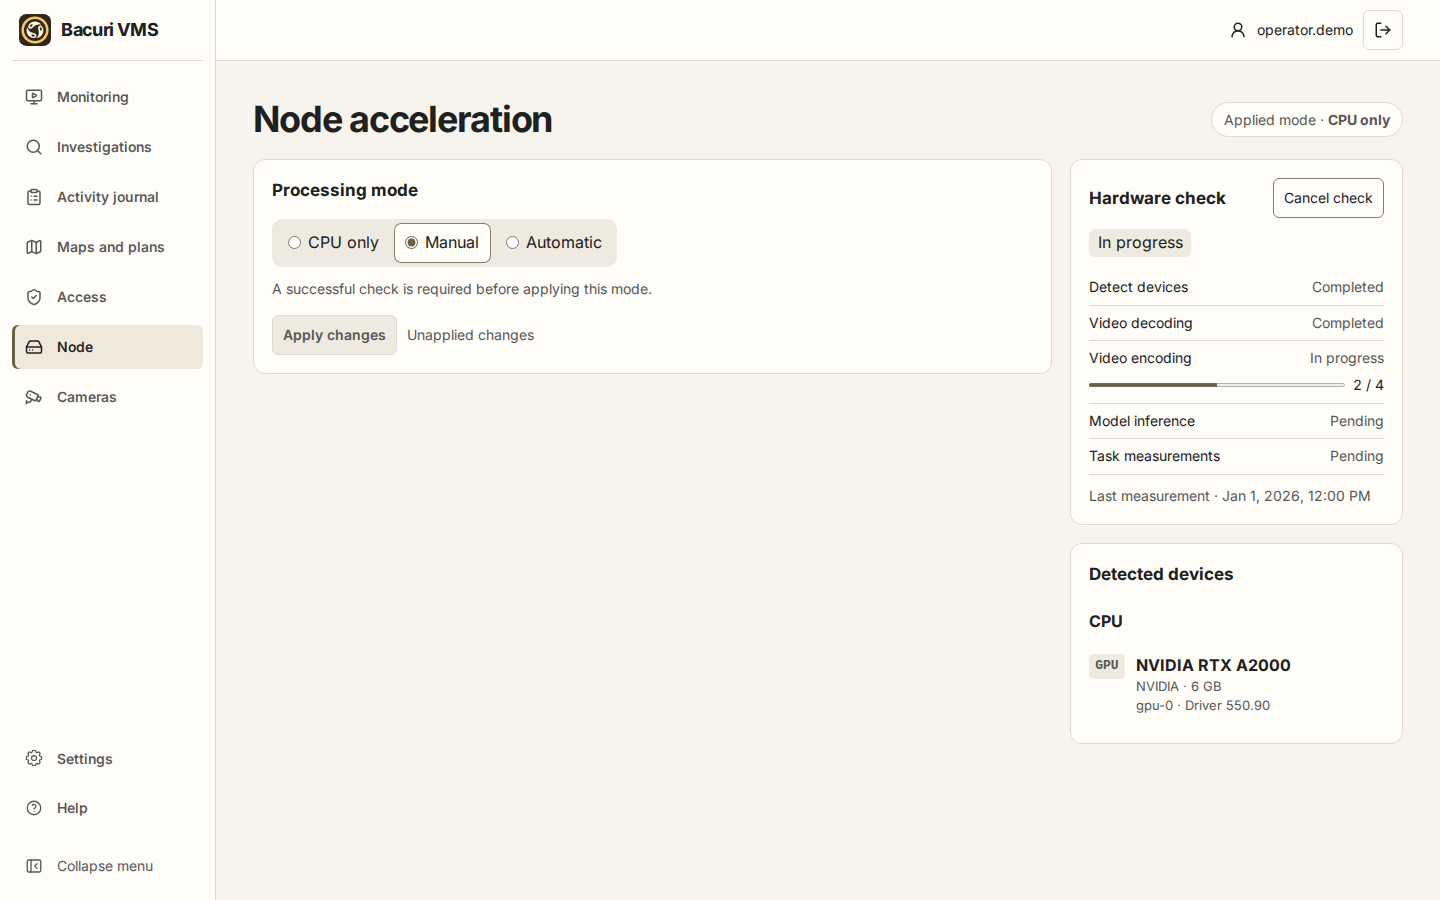 Bacuri VMS
operator.demo
Monitoring
Investigations
Activity journal
Maps and plans
Access
Node
Cameras
Settings
Help
Collapse menu
Node acceleration
Applied mode · CPU only
Processing mode
CPU only
Manual
Automatic
A successful check is required before applying this mode.
Apply changes
Unapplied changes
Hardware check
Cancel check
In progress
Detect devices Completed
Video decoding Completed
Video encoding In progress
2 / 4
Model inference Pending
Task measurements Pending
Last measurement · Jan 1, 2026, 12:00 PM
Detected devices
CPU
GPU NVIDIA RTX A2000
NVIDIA · 6 GB
gpu-0 · Driver 550.90